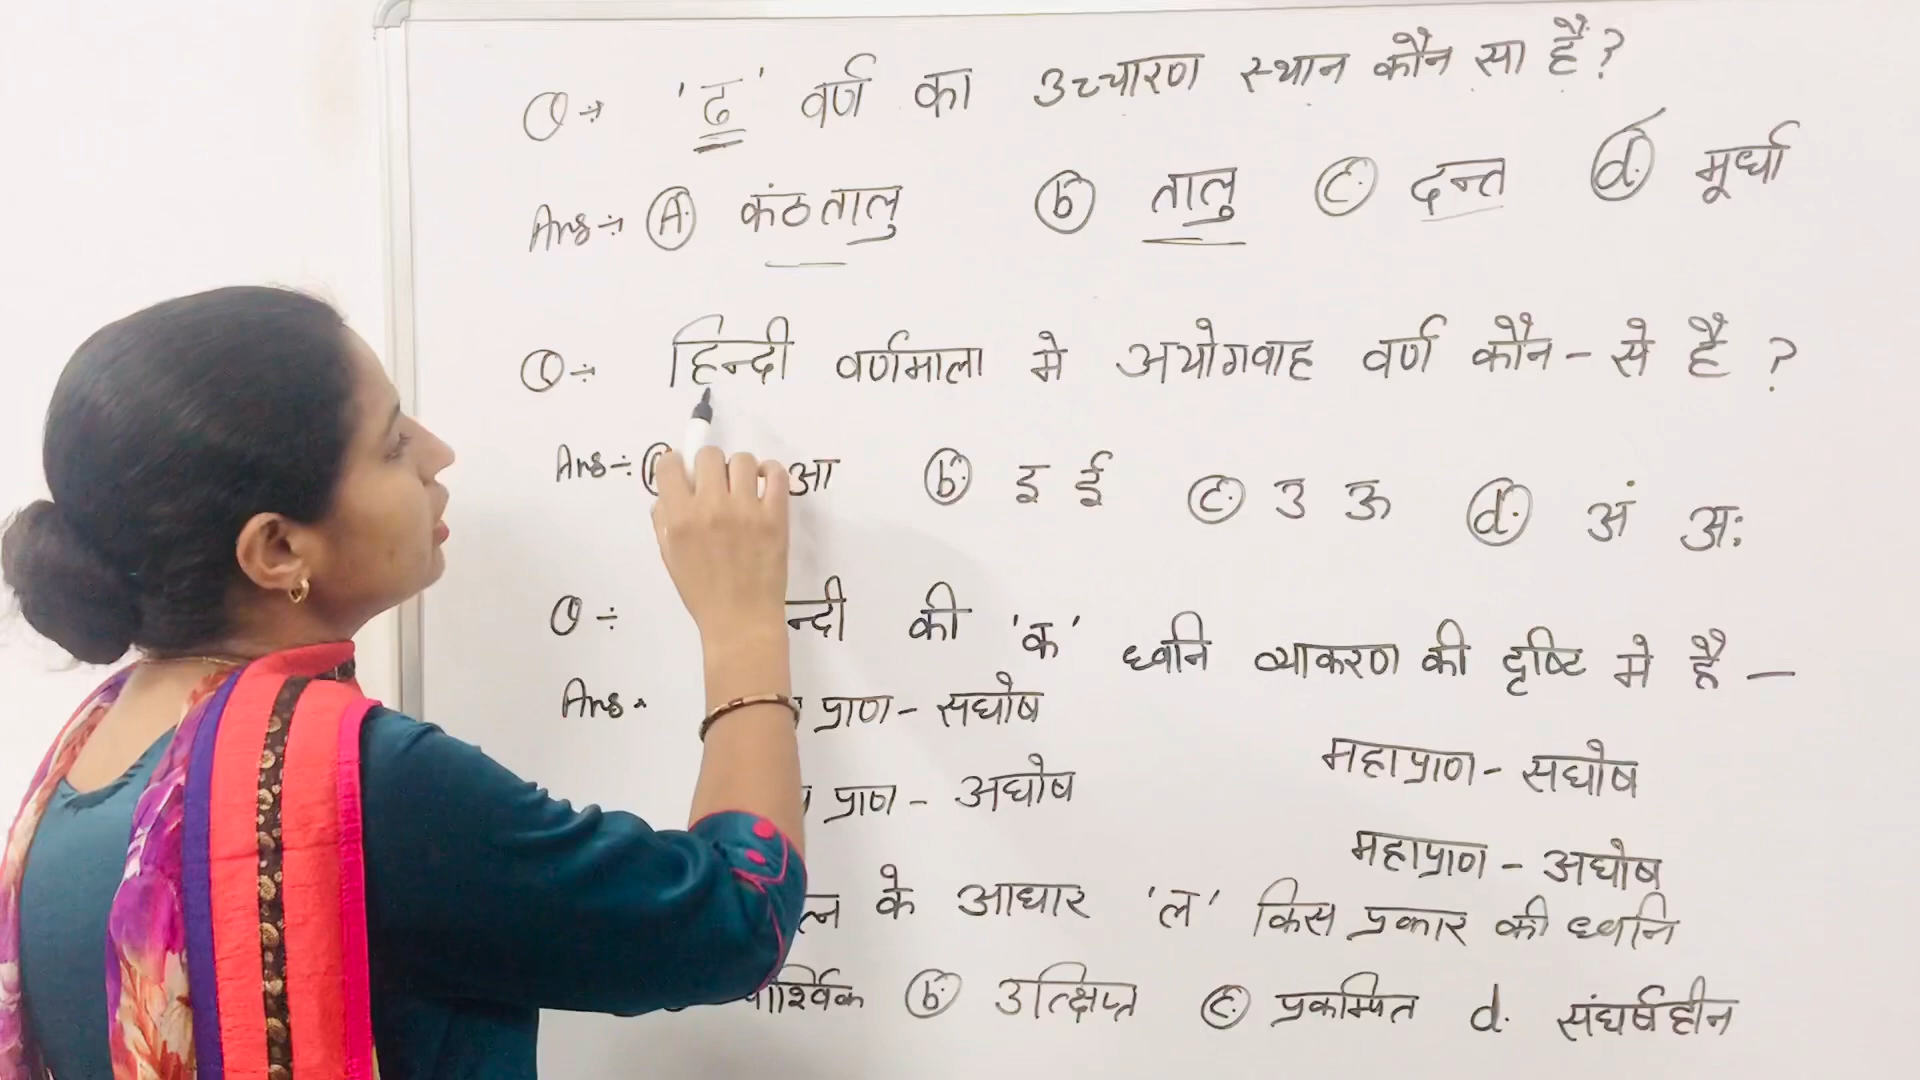 Q→ 'ढ' वर्ण का उच्चारण स्थान कौन सा है?
Ans÷ (A.) कंठतालु (b) तालु (c.) दन्त (d.) मूर्धा
Q÷ हिन्दी वर्णमाला मे अयोगवाह वर्ण कौन-से है ?
Ans÷ आ (b.) इ ई (c.) उ ऊ (d.) अं अः
Q÷ न्दी की 'क' ध्वनि व्याकरण की दृष्टि मे है —
Ans. प्राण - सघोष
महाप्राण - सघोष
प्राण - अघोष
महाप्राण - अघोष
त्न के आधार 'ल' किस प्रकार की ध्वनि
पार्श्विक (b.) उत्क्षिप्त (c.) प्रकम्पित d. संघर्षहीन